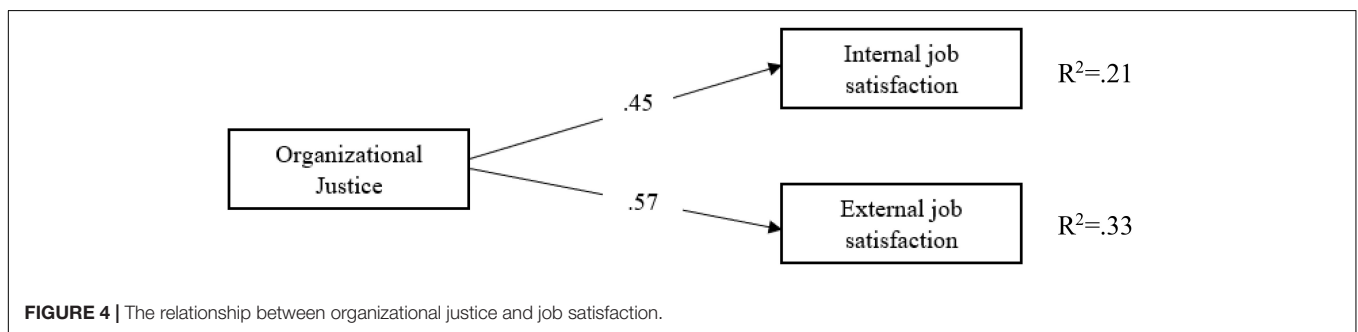 Organizational
Justice
.45
.57
Internal job
satisfaction
R²=.21
External job
satisfaction
R²=.33
FIGURE 4 | The relationship between organizational justice and job satisfaction.